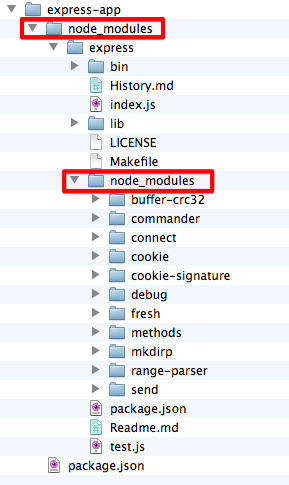 express-app
node_modules
express
bin
History.md
index.js
lib
LICENSE
Makefile
node_modules
buffer-crc32
commander
connect
cookie
cookie-signature
debug
fresh
methods
mkdirp
range-parser
send
package.json
Readme.md
test.js
package.json